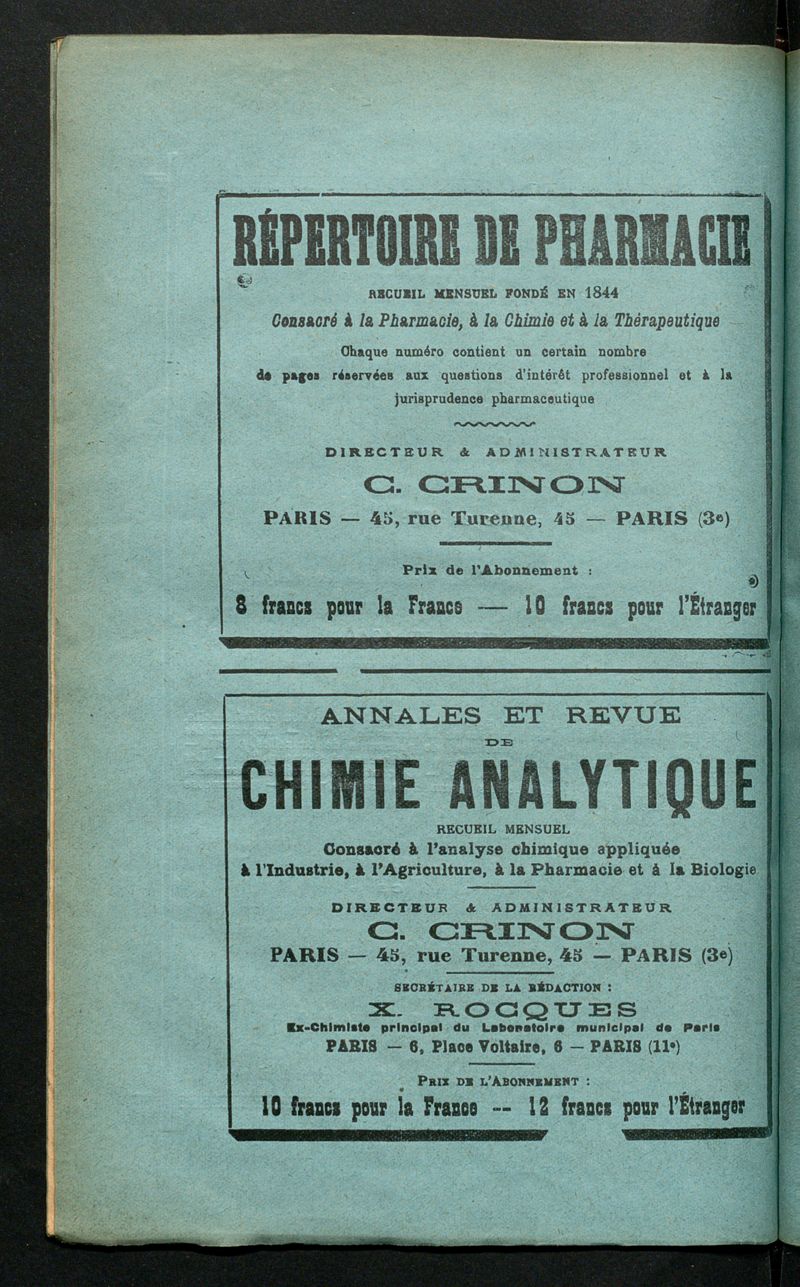 RÉPERTOIRE DE PHARMACIE
RECUEIL MENSUEL FONDÉ EN 1844
Consacré à la Pharmacie, à la Chimie et à la Thérapeutique
Chaque numéro contient un certain nombre
de pages réservées aux questions d'intérêt professionnel et à la
jurisprudence pharmaceutique
DIRECTEUR & ADMINISTRATEUR
C. CRINON
PARIS — 45, rue Turenne, 45 — PARIS (3e)
Prix de l'Abonnement :
8 francs pour la France — 10 francs pour l'Étranger
ANNALES ET REVUE
DE
CHIMIE ANALYTIQUE
RECUEIL MENSUEL
Consacré à l'analyse chimique appliquée
à l'Industrie, à l'Agriculture, à la Pharmacie et à la Biologie
DIRECTEUR & ADMINISTRATEUR
C. CRINON
PARIS — 45, rue Turenne, 45 — PARIS (3e)
SECRÉTAIRE DE LA RÉDACTION :
X. ROCQUES
Ex-Chimiste principal du Laboratoire municipal de Paris
PARIS — 6, Place Voltaire, 6 — PARIS (11e)
PRIX DE L'ABONNEMENT :
10 francs pour la France -- 12 francs pour l'Étranger